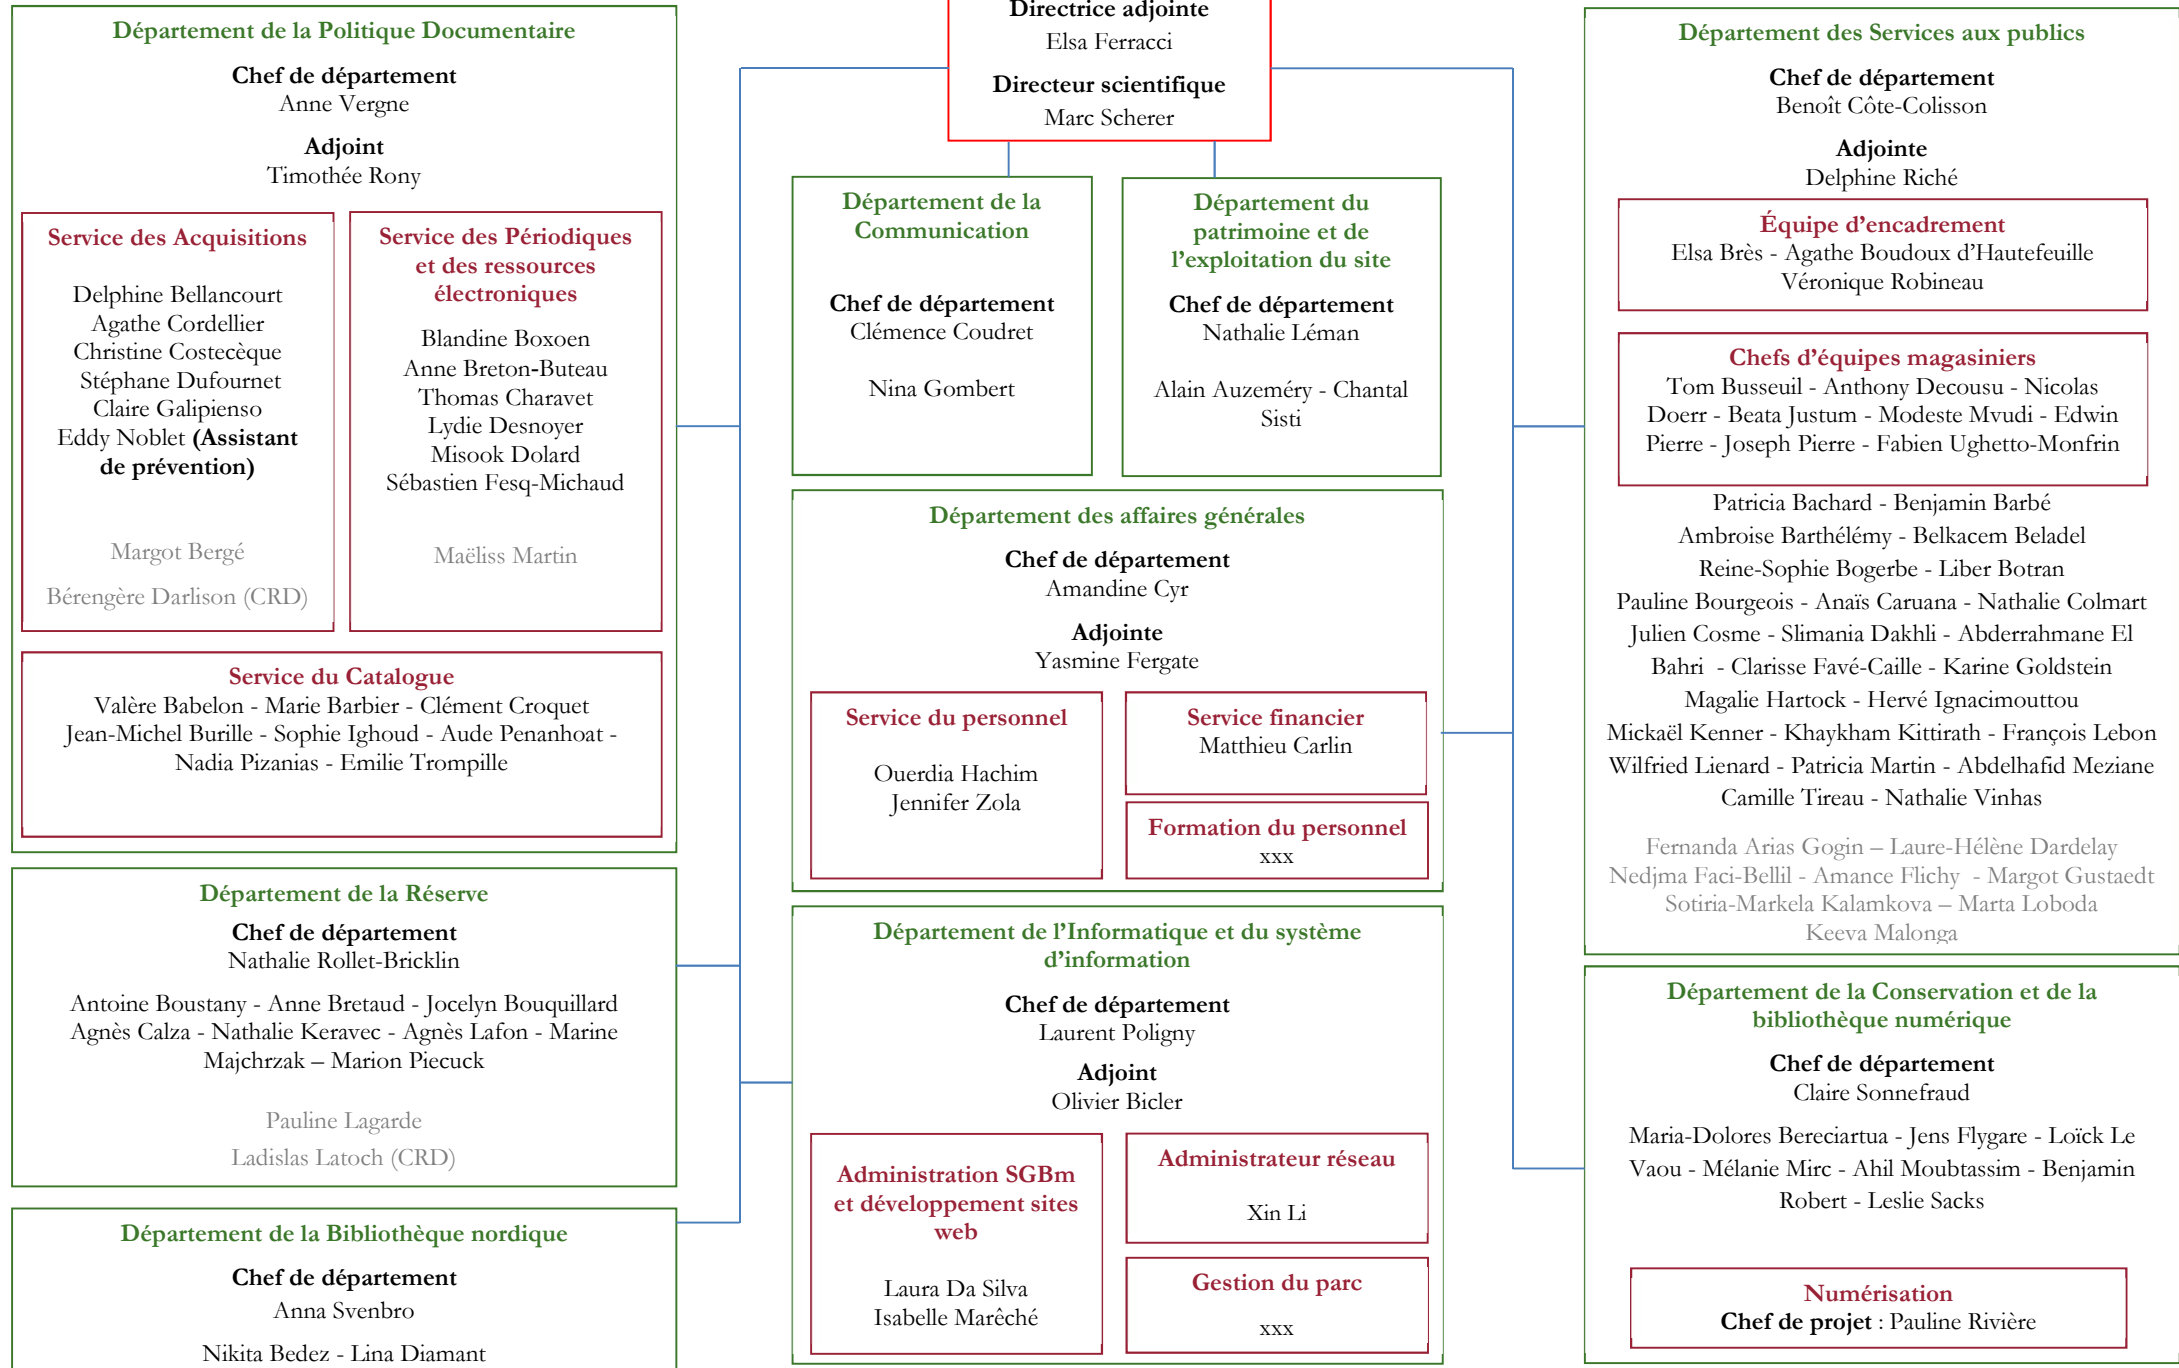 Département de la Politique Documentaire
Chef de département
Anne Vergne
Adjoint
Timothée Rony
Service des Acquisitions
Delphine Bellancourt
Agathe Cordellier
Christine Costecèque
Stéphane Dufournet
Claire Galipienso
Eddy Noblet (Assistant
de prévention)
Margot Bergé
Bérengère Darlison (CRD)
Service des Périodiques
et des ressources
électroniques
Blandine Boxoen
Anne Breton-Buteau
Thomas Charavet
Lydie Desnoyer
Misook Dolard
Sébastien Fesq-Michaud
Maëliss Martin
Service du Catalogue
Valère Babelon - Marie Barbier - Clément Croquet
Jean-Michel Burille - Sophie Ighoud - Aude Penanhoat -
Nadia Pizanias - Emilie Trompille
Département de la Réserve
Chef de département
Nathalie Rollet-Bricklin
Antoine Boustany - Anne Bretaud - Jocelyn Bouquillard
Agnès Calza - Nathalie Keravec - Agnès Lafon - Marine
Majchrzak – Marion Piecuck
Pauline Lagarde
Ladislas Latoch (CRD)
Département de la Bibliothèque nordique
Chef de département
Anna Svenbro
Nikita Bedez - Lina Diamant
Directrice adjointe
Elsa Ferracci
Directeur scientifique
Marc Scherer
Département de la
Communication
Chef de département
Clémence Coudret
Nina Gombert
Département du
patrimoine et de
l'exploitation du site
Chef de département
Nathalie Léman
Alain Auzeméry - Chantal
Sisti
Département des affaires générales
Chef de département
Amandine Cyr
Adjointe
Yasmine Fergate
Service du personnel
Ouerdia Hachim
Jennifer Zola
Service financier
Matthieu Carlin
Formation du personnel
xxx
Département de l'Informatique et du système
d'information
Chef de département
Laurent Poligny
Adjoint
Olivier Bicler
Administration SGBm
et développement sites
web
Laura Da Silva
Isabelle Marêché
Administrateur réseau
Xin Li
Gestion du parc
xxx
Département des Services aux publics
Chef de département
Benoît Côte-Colisson
Adjointe
Delphine Riché
Équipe d'encadrement
Elsa Brès - Agathe Boudoux d'Hautefeuille
Véronique Robineau
Chefs d'équipes magasiniers
Tom Busseuil - Anthony Decousu - Nicolas
Doerr - Beata Justum - Modeste Mvudi - Edwin
Pierre - Joseph Pierre - Fabien Ughetto-Monfrin
Patricia Bachard - Benjamin Barbé
Ambroise Barthélémy - Belkacem Beladel
Reine-Sophie Bogerbe - Liber Botran
Pauline Bourgeois - Anaïs Caruana - Nathalie Colmart
Julien Cosme - Slimania Dakhli - Abderrahmane El
Bahri - Clarisse Favé-Caille - Karine Goldstein
Magalie Hartock - Hervé Ignacimouttou
Mickaël Kenner - Khaykham Kittirath - François Lebon
Wilfried Lienard - Patricia Martin - Abdelhafid Meziane
Camille Tireau - Nathalie Vinhas
Fernanda Arias Gogin – Laure-Hélène Dardelay
Nedjma Faci-Bellil - Amance Flichy - Margot Gustaedt
Sotiria-Markela Kalamkova – Marta Loboda
Keeva Malonga
Département de la Conservation et de la
bibliothèque numérique
Chef de département
Claire Sonnefraud
Maria-Dolores Bereciartua - Jens Flygare - Loïck Le
Vaou - Mélanie Mirc - Ahil Moubtassim - Benjamin
Robert - Leslie Sacks
Numérisation
Chef de projet : Pauline Rivière